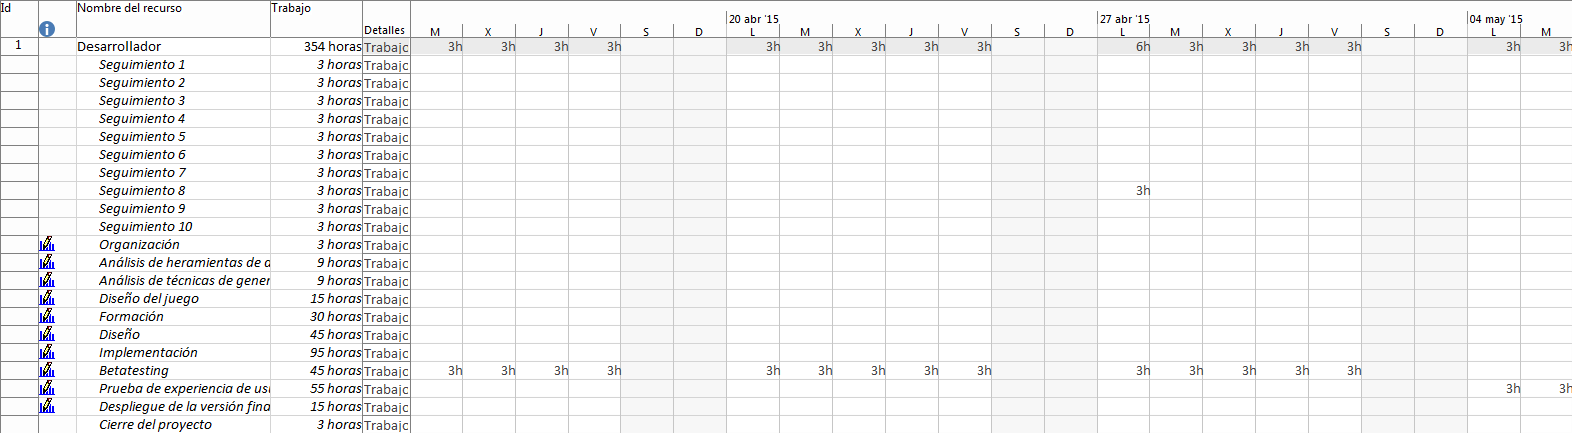 Id Nombre del recurso Trabajo Detalles 20 abr '15 27 abr '15 04 may '15
M X J V S D L M X J V S D L M X J V S D L M
1 Desarrollador 354 horas Trabajc 3h 3h 3h 3h 3h 3h 3h 3h 3h 6h 3h 3h 3h 3h 3h 3h
Seguimiento 1 3 horas Trabajc
Seguimiento 2 3 horas Trabajc
Seguimiento 3 3 horas Trabajc
Seguimiento 4 3 horas Trabajc
Seguimiento 5 3 horas Trabajc
Seguimiento 6 3 horas Trabajc
Seguimiento 7 3 horas Trabajc
Seguimiento 8 3 horas Trabajc 3h
Seguimiento 9 3 horas Trabajc
Seguimiento 10 3 horas Trabajc
Organización 3 horas Trabajc
Análisis de heramientas de d 9 horas Trabajc
Análisis de técnicas de gener 9 horas Trabajc
Diseño del juego 15 horas Trabajc
Formación 30 horas Trabajc
Diseño 45 horas Trabajc
Implementación 95 horas Trabajc
Betatesting 45 horas Trabajc 3h 3h 3h 3h 3h 3h 3h 3h 3h 3h 3h 3h 3h 3h
Prueba de experiencia de usu 55 horas Trabajc 3h 3h
Despliegue de la versión fina 15 horas Trabajc
Cierre del proyecto 3 horas Trabajc